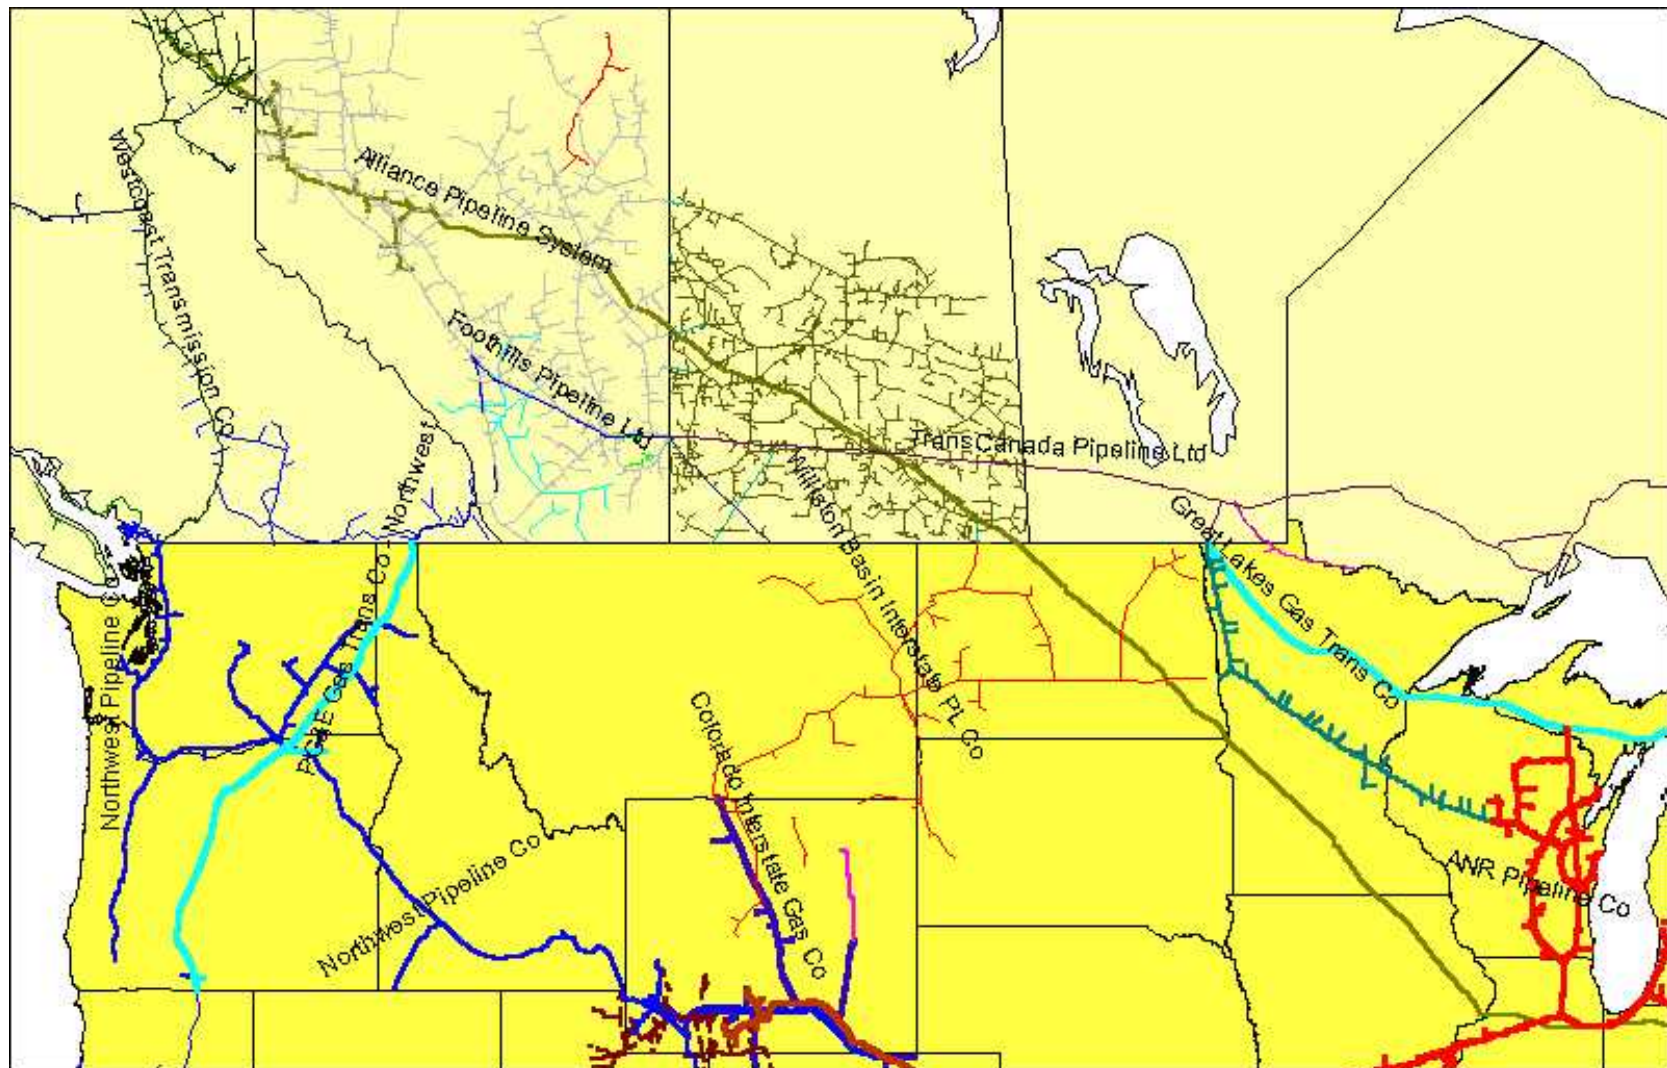 Westcoast Transmission Co
Alliance Pipeline System
Foothills Pipeline Ltd
TransCanada Pipeline Ltd
Northwest
Williston Basin Interstate PL Co
Great Lakes Gas Trans Co
Northwest Pipeline
PG&E Gas Trans Co -
Colorado Interstate Gas Co
Northwest Pipeline Co
ANR Pipeline Co